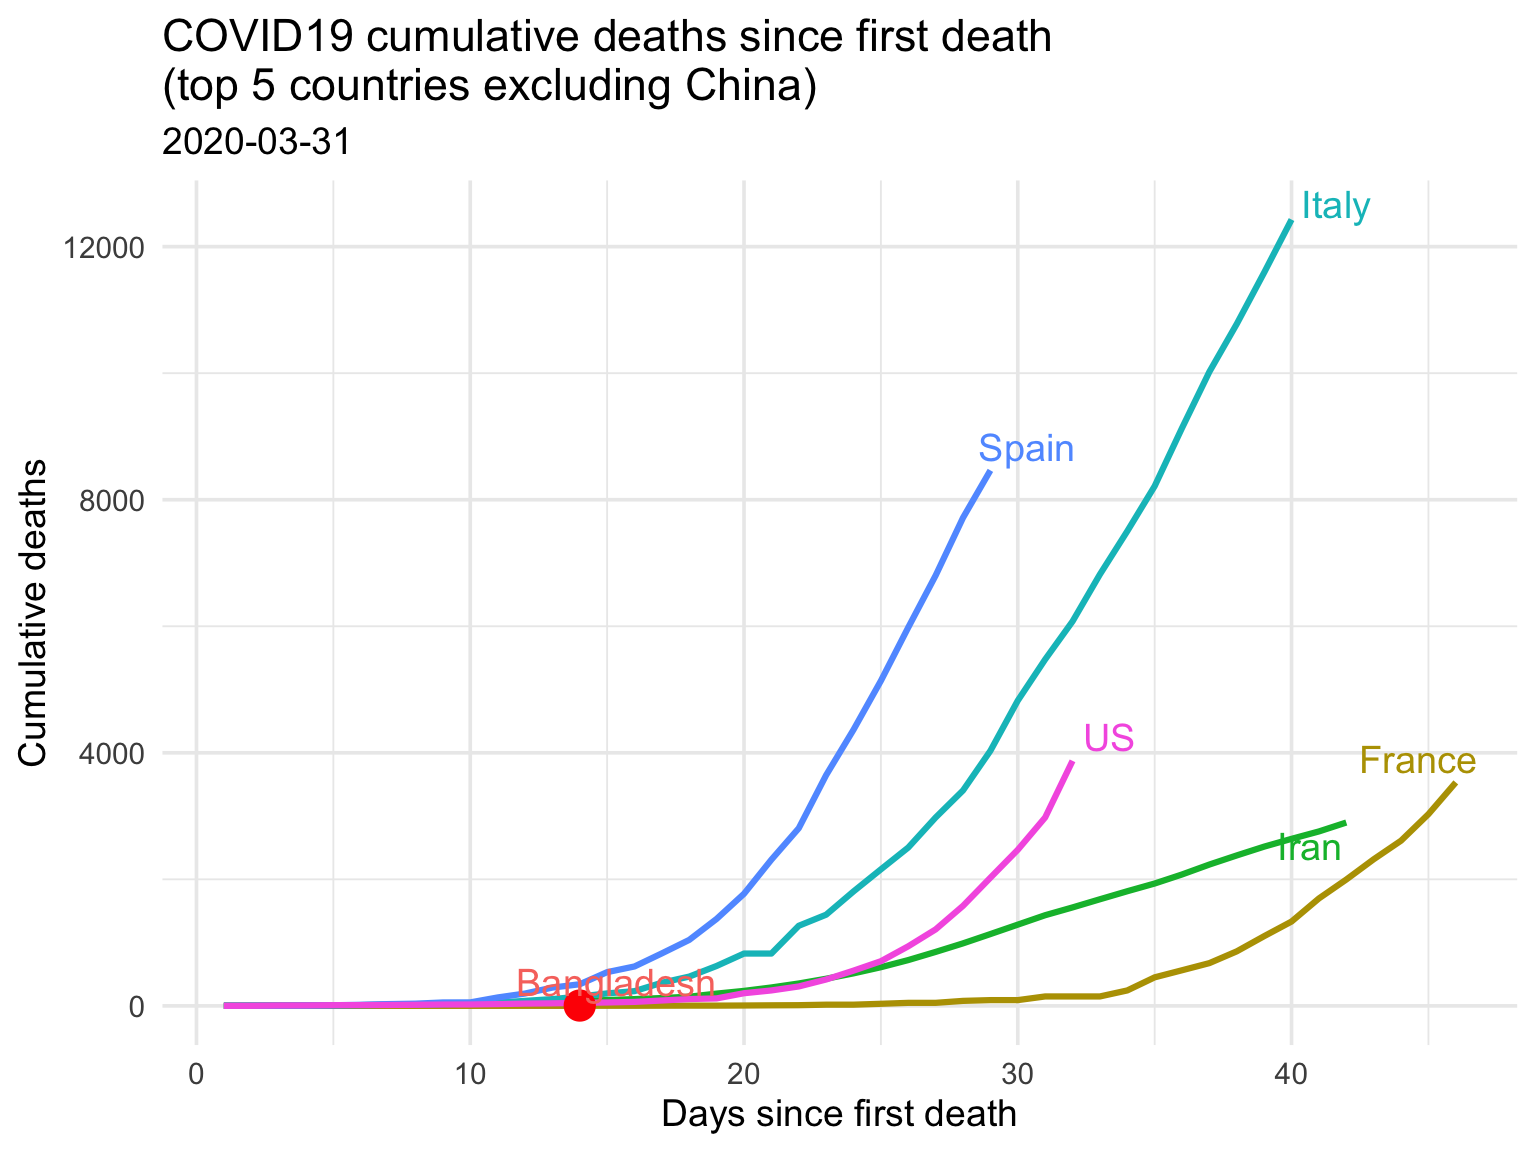 COVID19 cumulative deaths since first death
(top 5 countries excluding China)
2020-03-31
Italy
12000
Spain
8000
Cumulative deaths
US
4000
France
Iran
Bangladesh
0
0 10 20 30 40
Days since first death